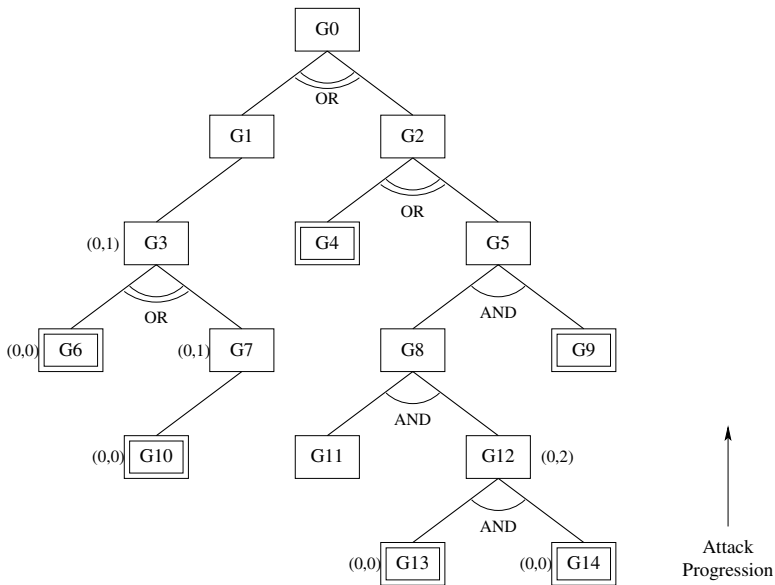 G0
OR
G1
G2
OR
(0,1)
G3
G4
G5
OR
AND
(0,0)
G6
(0,1)
G7
G8
G9
AND
(0,0)
G10
G11
G12
(0,2)
AND
(0,0)
G13
(0,0)
G14
Attack
Progression